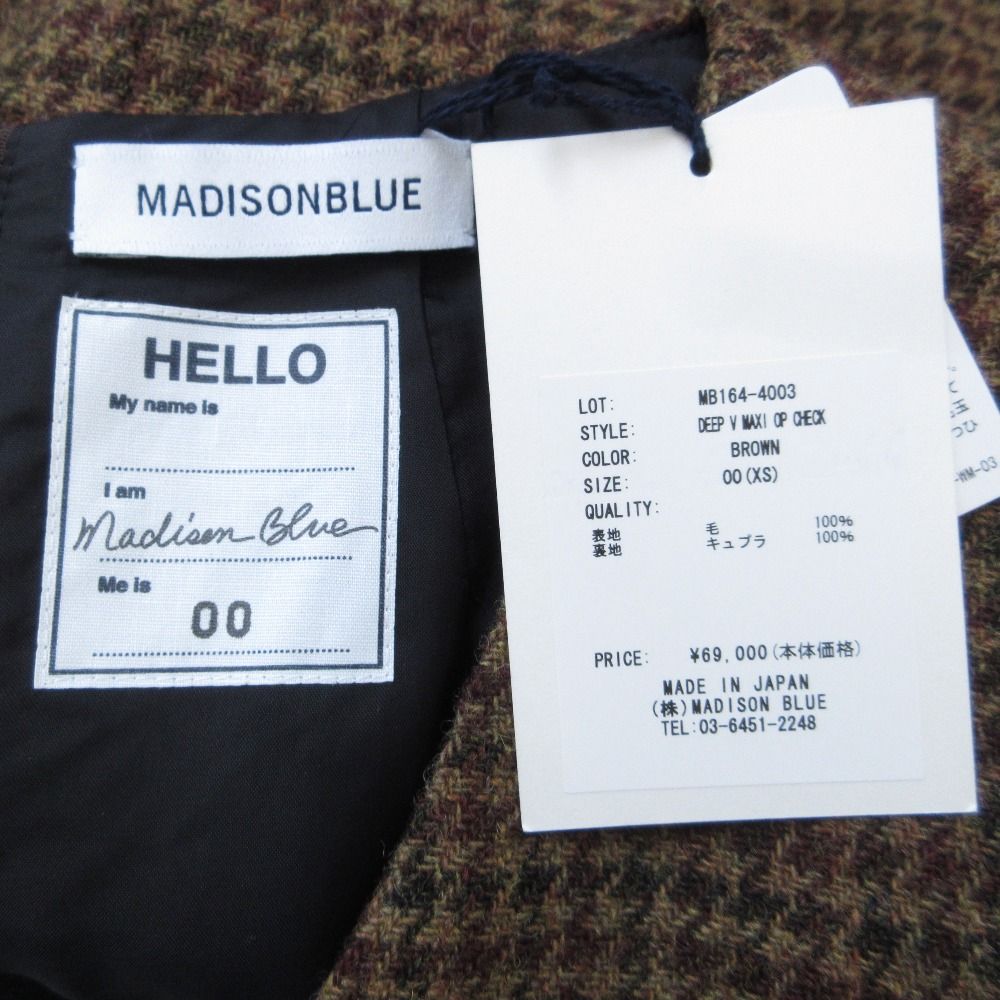 MADISONBLUE
HELLO
My name is
I am
Madison Blue
Me is
00
LOT: MB164-4003
STYLE: DEEP V MAXI OP CHECK
COLOR: BROWN
SIZE: 00(XS)
QUALITY:
表地 毛 100%
裏地 キュプラ 100%
PRICE: ¥69,000(本体価格)
MADE IN JAPAN
(株)MADISON BLUE
TEL:03-6451-2248